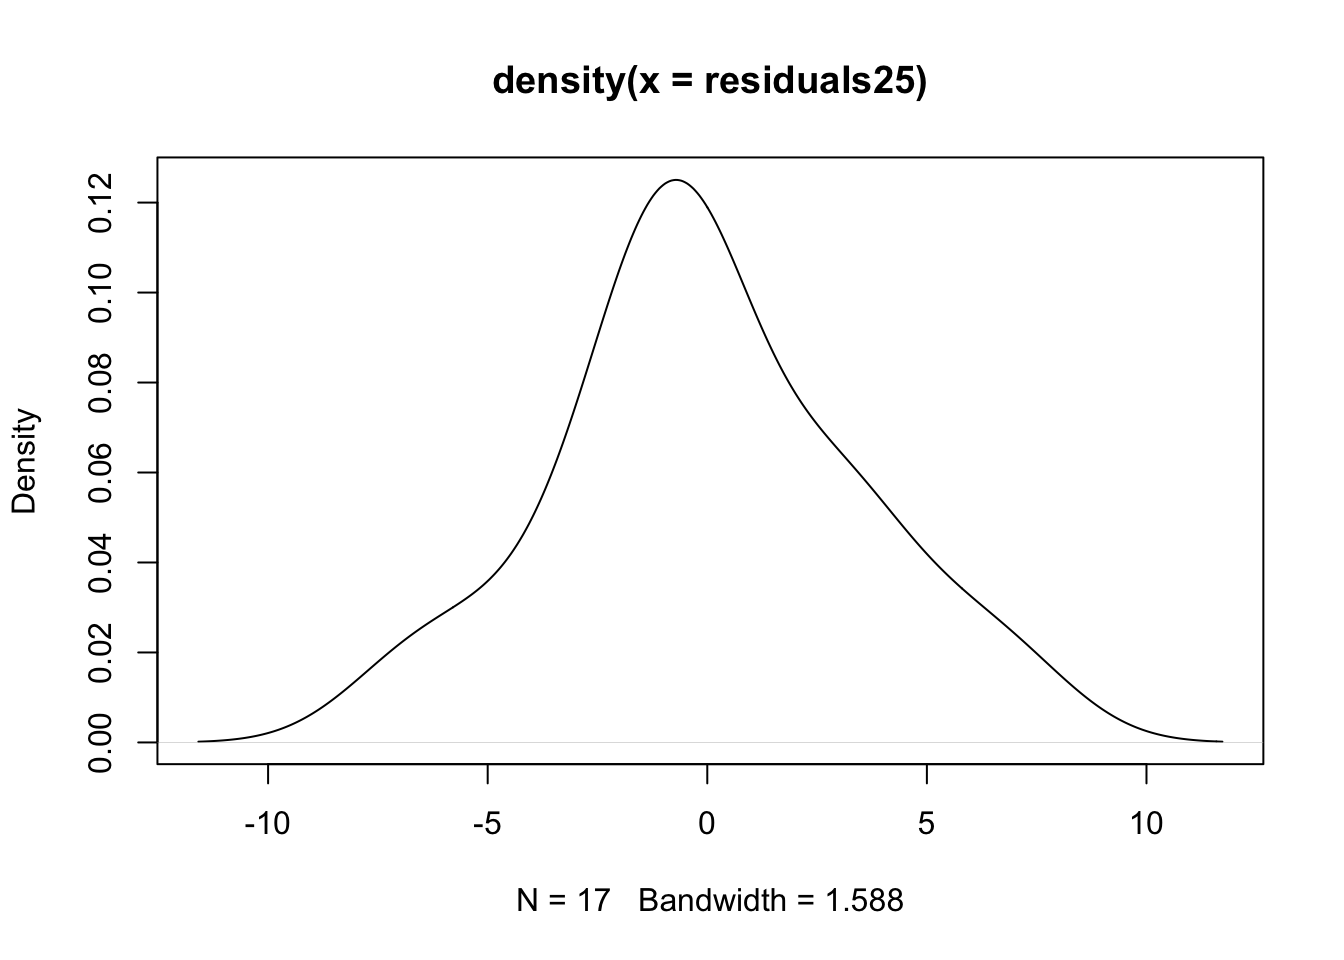 density(x = residuals25)
Density
0.12
0.10
0.08
0.06
0.04
0.02
0.00
-10 -5 0 5 10
N = 17 Bandwidth = 1.588